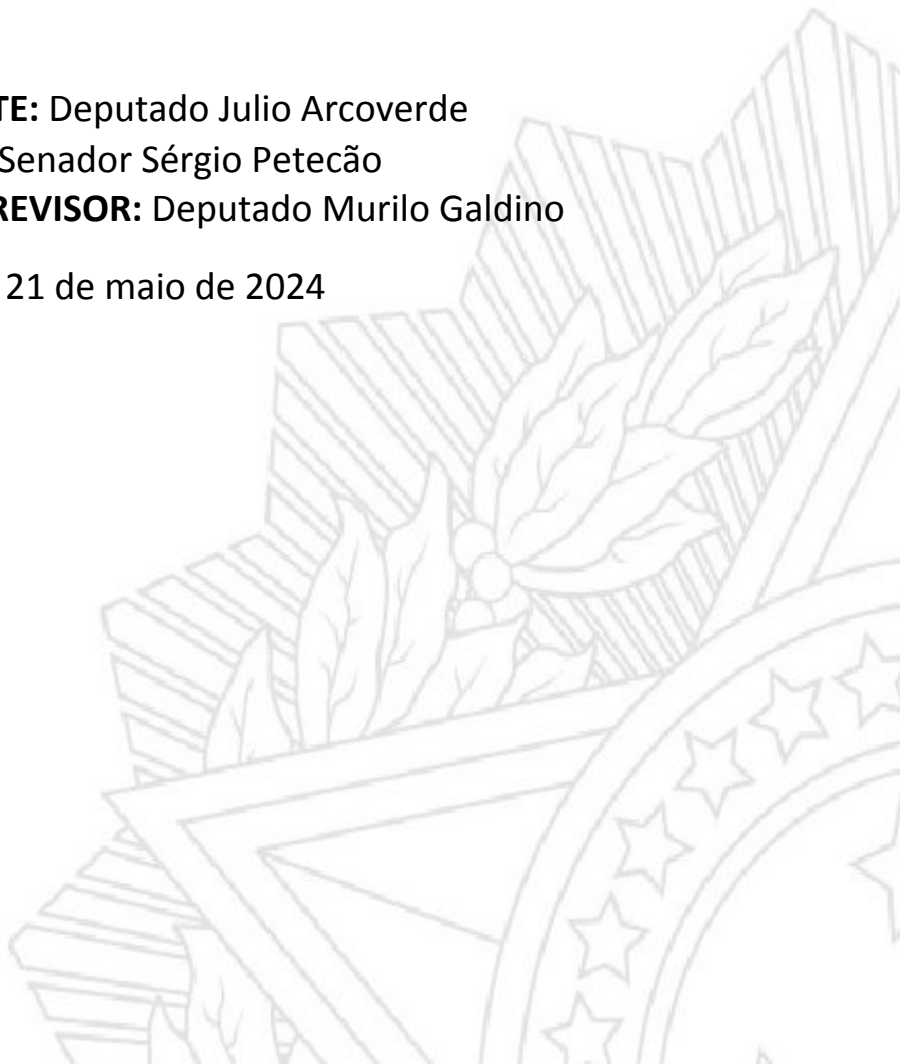 TE: Deputado Julio Arcoverde
Senador Sérgio Petecão
REVISOR: Deputado Murilo Galdino
21 de maio de 2024